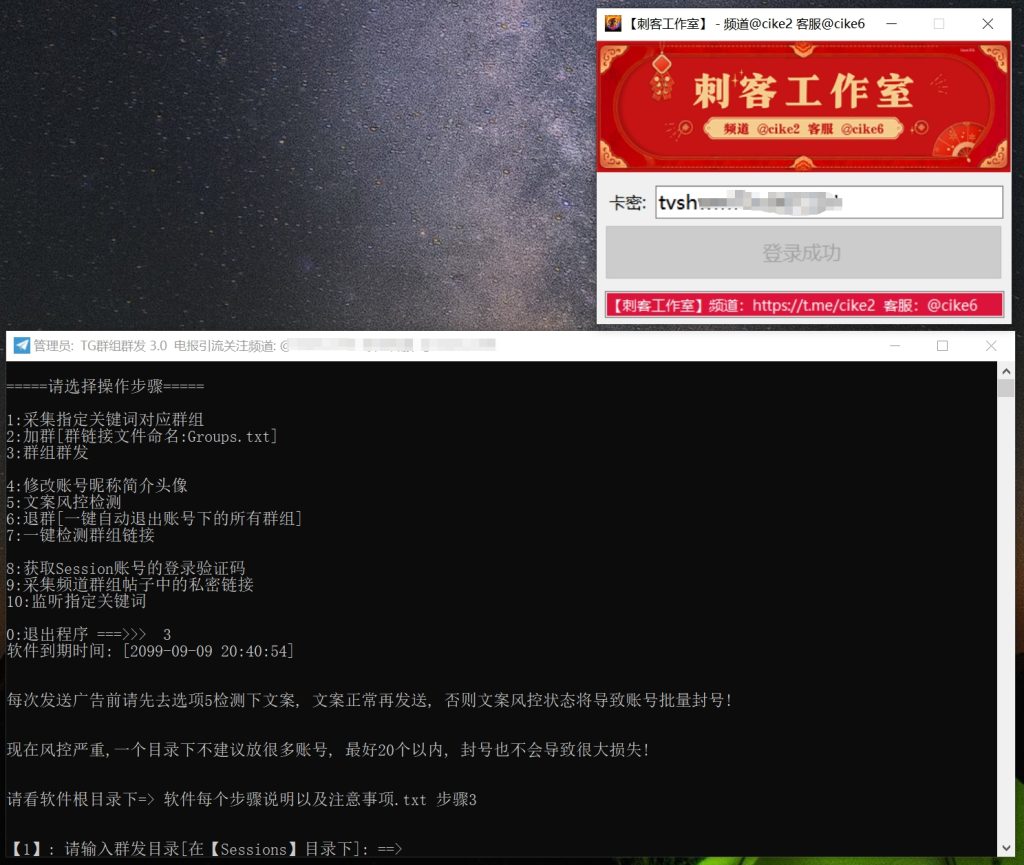 【刺客工作室】 - 频道@cike2 客服@cike6
刺客工作室
频道 @cike2 客服 @cike6
卡密: tvsh
登录成功
【刺客工作室】频道：https://t.me/cike2 客服：@cike6
管理员: TG群组群发 3.0 电报引流关注频道: @
=====请选择操作步骤=====
1:采集指定关键词对应群组
2:加群[群链接文件命名:Groups.txt]
3:群组群发
4:修改账号昵称简介头像
5:文案风控检测
6:退群[一键自动退出账号下的所有群组]
7:一键检测群组链接
8:获取Session账号的登录验证码
9:采集频道群组帖子中的私密链接
10:监听指定关键词
0:退出程序 ===>>> 3
软件到期时间: [2099-09-09 20:40:54]
每次发送广告前请先去选项5检测下文案, 文案正常再发送, 否则文案风控状态将导致账号批量封号!
现在风控严重,一个目录下不建议放很多账号, 最好20个以内, 封号也不会导致很大损失!
请看软件根目录下=> 软件每个步骤说明以及注意事项.txt 步骤3
【1】: 请输入群发目录[在【Sessions】目录下]: ==>